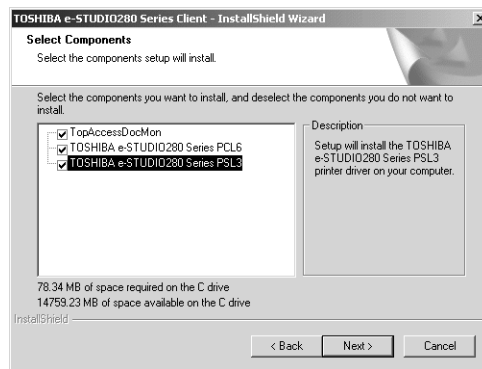 TOSHIBA e-STUDIO280 Series Client - InstallShield Wizard
Select Components
Select the components setup will install.
Select the components you want to install, and deselect the components you do not want to
install.
TopAccessDocMon
TOSHIBA e-STUDIO280 Series PCL6
TOSHIBA e-STUDIO280 Series PSL3
Description
Setup will install the TOSHIBA
e-STUDIO280 Series PSL3
printer driver on your computer.
78.34 MB of space required on the C drive
14759.23 MB of space available on the C drive
InstallShield
< Back
Next >
Cancel